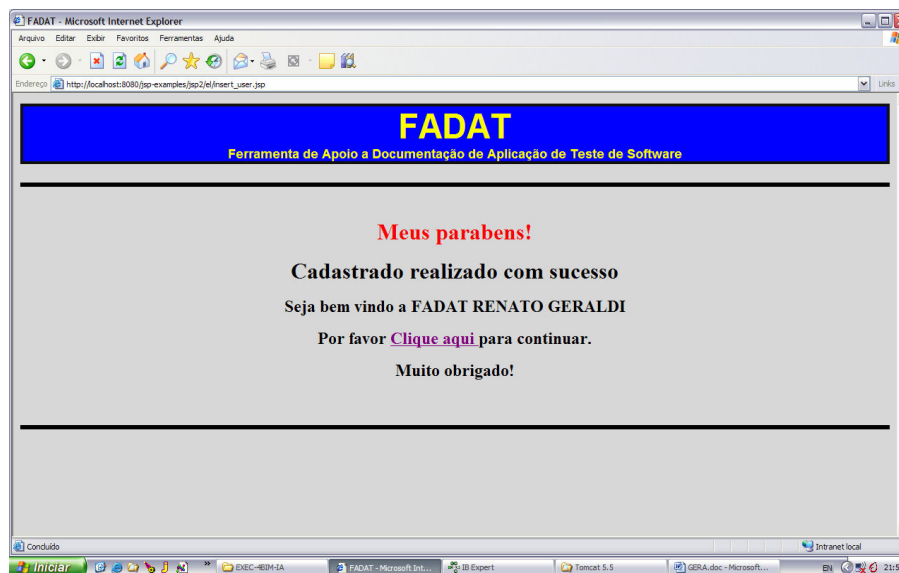 FADAT - Microsoft Internet Explorer
Arquivo Editar Exibir Favoritos Ferramentas Ajuda
Endereço http://localhost:8080/jsp-examples/jsp2/el/insert_user.jsp Links
FADAT
Ferramenta de Apoio a Documentação de Aplicação de Teste de Software
Meus parabens!
Cadastrado realizado com sucesso
Seja bem vindo a FADAT RENATO GERALDI
Por favor Clique aqui para continuar.
Muito obrigado!
Concluído Intranet local
Iniciar EXEC-4BIM-IA FADAT - Microsoft Int... IB Expert Tomcat 5.5 GERA.doc - Microsoft... EN